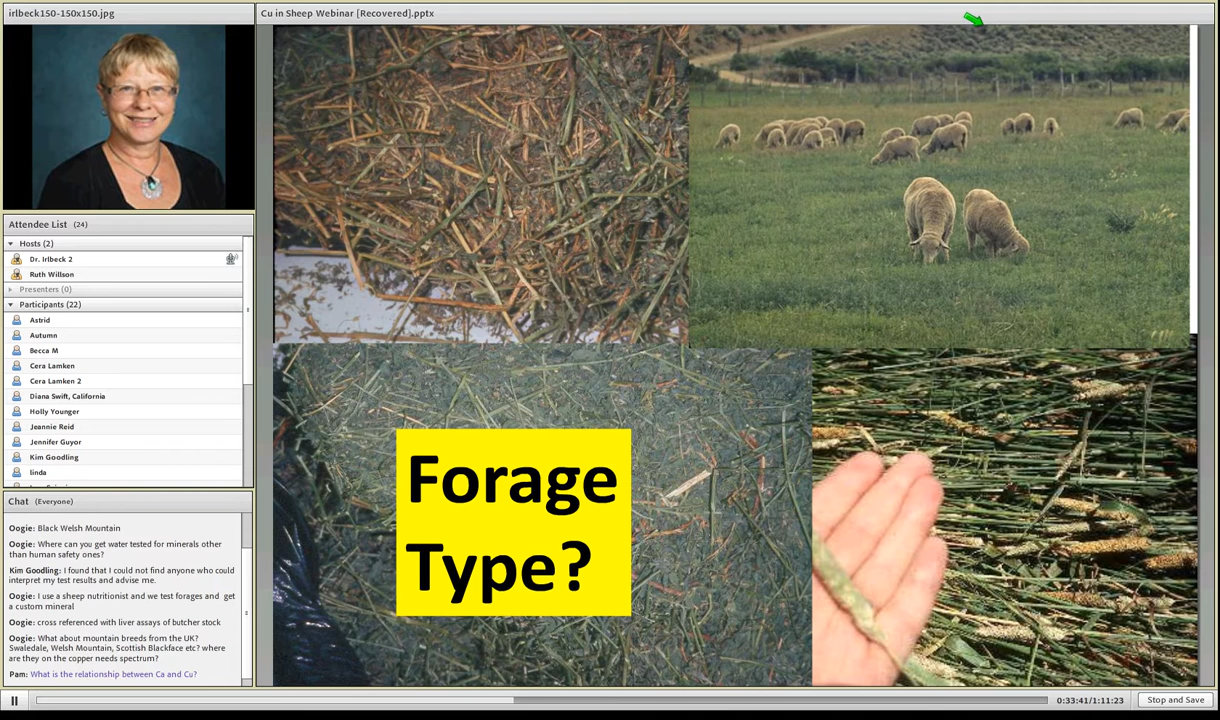 irlbeck150-150x150.jpg
Cu in Sheep Webinar [Recovered].pptx
Attendee List (24)
Hosts (2)
Dr. Irlbeck 2
Ruth Willson
Presenters (0)
Participants (22)
Astrid
Autumn
Becca M
Cera Lamken
Cera Lamken 2
Diana Swift, California
Holly Younger
Jeannie Reid
Jennifer Guyor
Kim Goodling
linda
Chat (Everyone)
Oogie: Black Welsh Mountain
Oogie: Where can you get water tested for minerals other
than human safety ones?
Kim Goodling: I found that I could not find anyone who could
interpret my test results and advise me.
Oogie: I use a sheep nutritionist and we test forages and get
a custom mineral
Oogie: cross referenced with liver assays of butcher stock
Oogie: What about mountain breeds from the UK?
Swaledale, Welsh Mountain, Scottish Blackface etc? where
are they on the copper needs spectrum?
Pam: What is the relationship between Ca and Cu?
Forage
Type?
0:33:41/1:11:23
Stop and Save